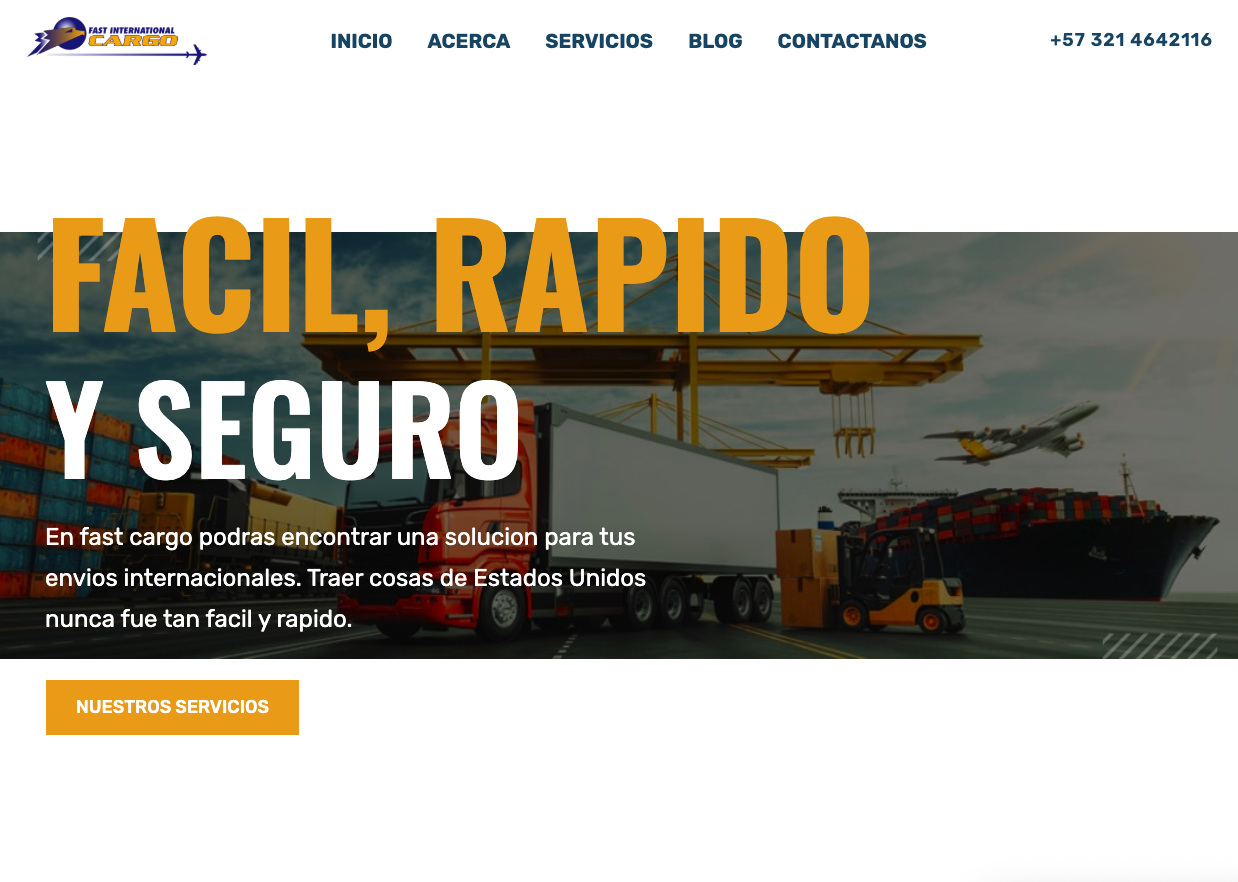 FAST INTERNATIONAL
CARGO
INICIO ACERCA SERVICIOS BLOG CONTACTANOS +57 321 4642116
FACIL, RAPIDO
Y SEGURO
En fast cargo podras encontrar una solucion para tus
envios internacionales. Traer cosas de Estados Unidos
nunca fue tan facil y rapido.
NUESTROS SERVICIOS